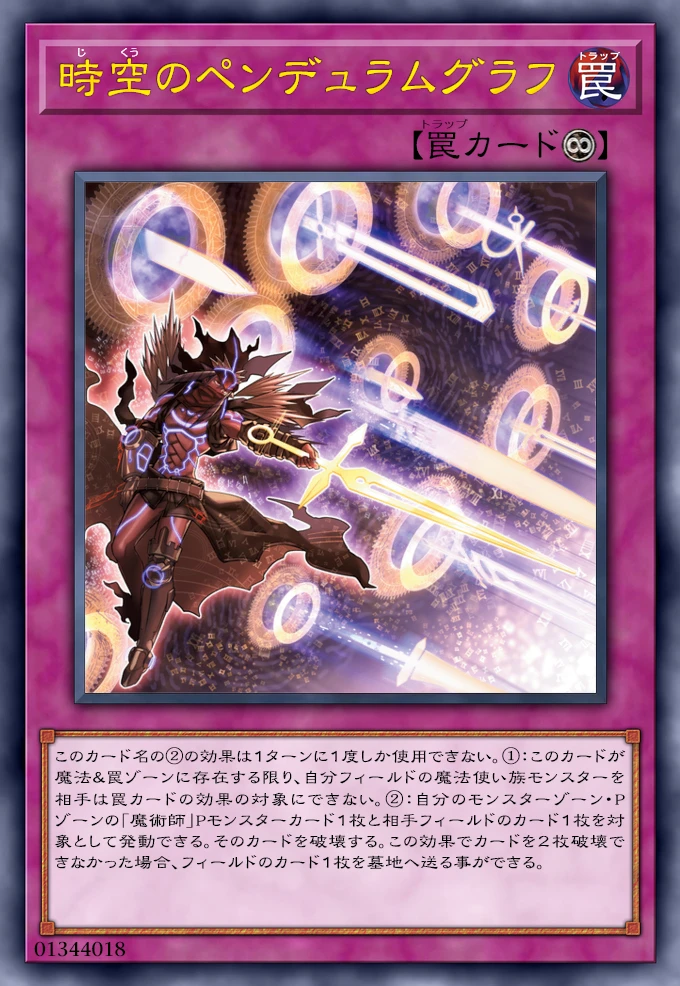 じくう
時空のペンデュラムグラフ
トラップ
罠
トラップ
【罠カード】
このカード名の②の効果は1ターンに1度しか使用できない。①:このカードが
魔法&罠ゾーンに存在する限り、自分フィールドの魔法使い族モンスターを
相手は罠カードの効果の対象にできない。②:自分のモンスターゾーン・P
ゾーンの「魔術師」Pモンスターカード1枚と相手フィールドのカード1枚を対
象として発動できる。そのカードを破壊する。この効果でカードを2枚破壊で
きなかった場合、フィールドのカード1枚を墓地へ送る事ができる。
01344018